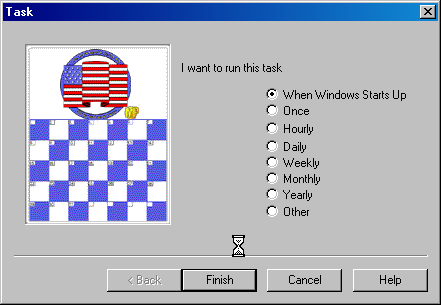 Task
I want to run this task
When Windows Starts Up
Once
Hourly
Daily
Weekly
Monthly
Yearly
Other
< Back
Finish
Cancel
Help